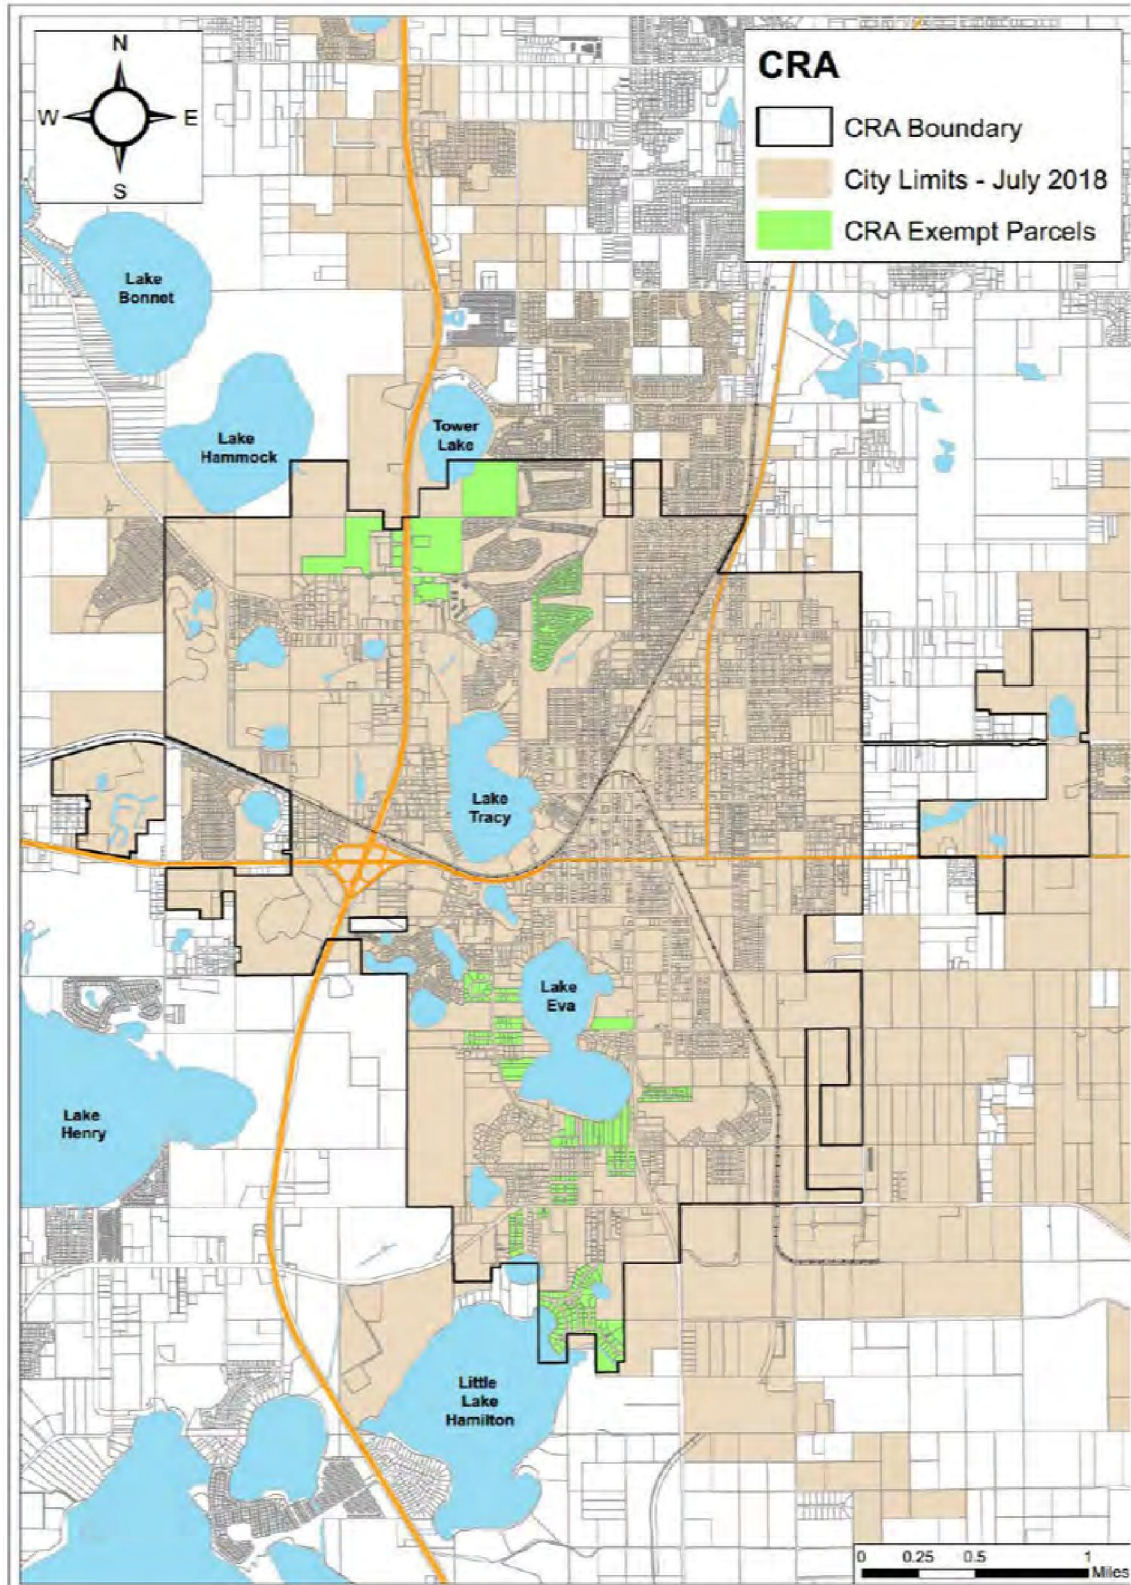 N
W E
S
CRA
CRA Boundary
City Limits - July 2018
CRA Exempt Parcels
Lake
Bonnet
Lake
Hammock
Tower
Lake
Lake
Tracy
Lake
Eva
Lake
Henry
Little
Lake
Hamilton
0 0.25 0.5 1
Miles